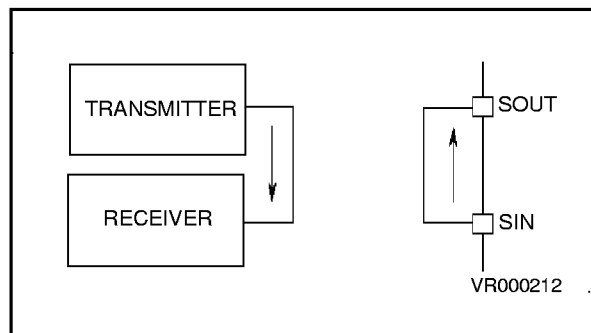 TRANSMITTER
RECEIVER
SOUT
SIN
VR000212